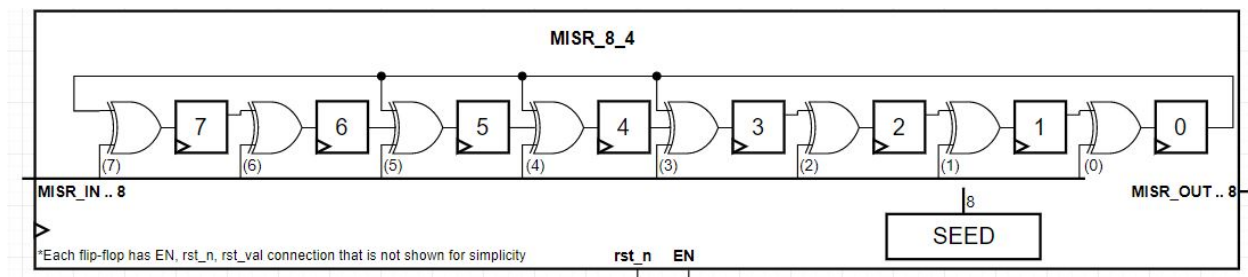 MISR_8_4
7
6
5
4
3
2
1
0
(7)
(6)
(5)
(4)
(3)
(2)
(1)
(0)
MISR_IN .. 8
MISR_OUT .. 8
8
SEED
*Each flip-flop has EN, rst_n, rst_val connection that is not shown for simplicity
rst_n
EN